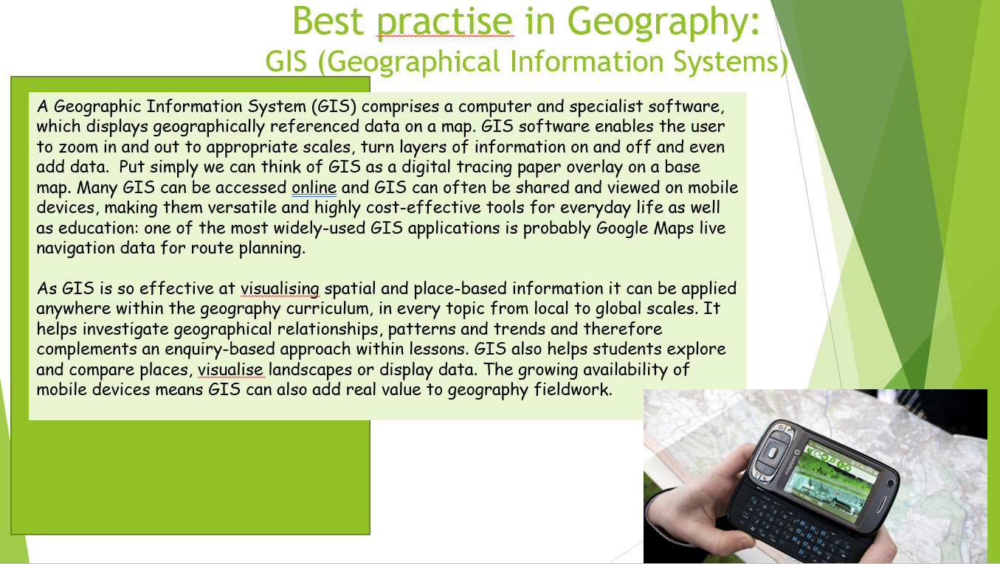 Best practise in Geography:
GIS (Geographical Information Systems)
A Geographic Information System (GIS) comprises a computer and specialist software,
which displays geographically referenced data on a map. GIS software enables the user
to zoom in and out to appropriate scales, turn layers of information on and off and even
add data.  Put simply we can think of GIS as a digital tracing paper overlay on a base
map. Many GIS can be accessed online and GIS can often be shared and viewed on mobile
devices, making them versatile and highly cost-effective tools for everyday life as well
as education: one of the most widely-used GIS applications is probably Google Maps live
navigation data for route planning.
As GIS is so effective at visualising spatial and place-based information it can be applied
anywhere within the geography curriculum, in every topic from local to global scales. It
helps investigate geographical relationships, patterns and trends and therefore
complements an enquiry-based approach within lessons. GIS also helps students explore
and compare places, visualise landscapes or display data. The growing availability of
mobile devices means GIS can also add real value to geography fieldwork.
vodafone